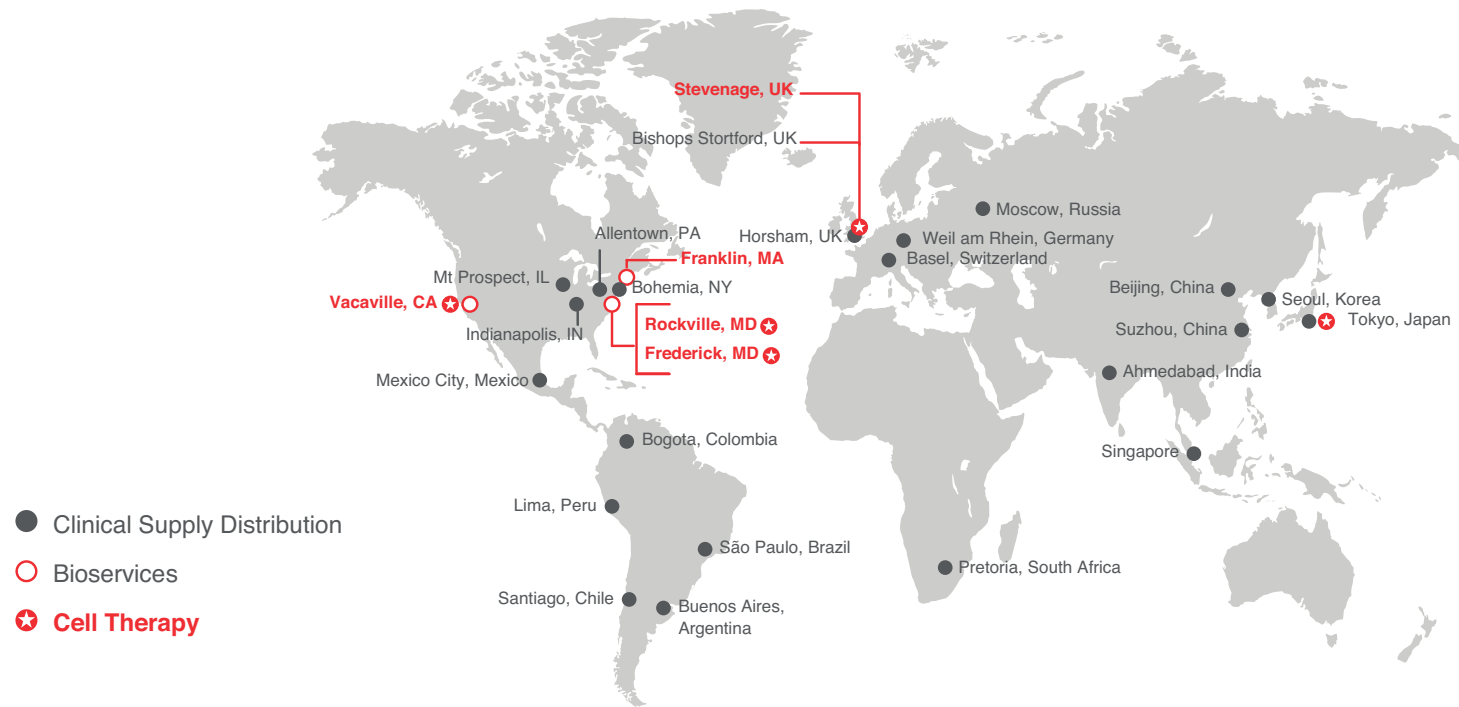 Stevenage, UK
Bishops Stortford, UK
Moscow, Russia
Allentown, PA
Horsham, UK
Weil am Rhein, Germany
Franklin, MA
Basel, Switzerland
Mt Prospect, IL
Bohemia, NY
Beijing, China
Seoul, Korea
Vacaville, CA
Rockville, MD
Tokyo, Japan
Indianapolis, IN
Suzhou, China
Frederick, MD
Mexico City, Mexico
Ahmedabad, India
Bogota, Colombia
Singapore
Lima, Peru
Clinical Supply Distribution
São Paulo, Brazil
Bioservices
Pretoria, South Africa
Santiago, Chile
Buenos Aires,
Argentina
Cell Therapy